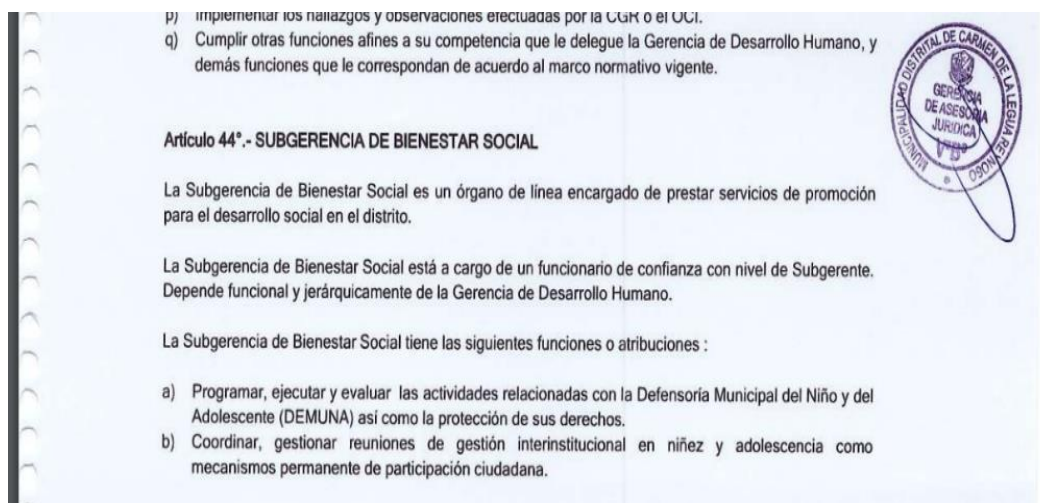 p) Implementar los hallazgos y observaciones efectuadas por la CGR o el OCI.
q) Cumplir otras funciones afines a su competencia que le delegue la Gerencia de Desarrollo Humano, y
demás funciones que le correspondan de acuerdo al marco normativo vigente.
MUNICIPALIDAD DISTRITAL DE CARMEN DE LA LEGUA REYNOSO
GERENCIA
DE ASESORIA
JURIDICA
VºBº
Artículo 44°.- SUBGERENCIA DE BIENESTAR SOCIAL
La Subgerencia de Bienestar Social es un órgano de línea encargado de prestar servicios de promoción
para el desarrollo social en el distrito.
La Subgerencia de Bienestar Social está a cargo de un funcionario de confianza con nivel de Subgerente.
Depende funcional y jerárquicamente de la Gerencia de Desarrollo Humano.
La Subgerencia de Bienestar Social tiene las siguientes funciones o atribuciones :
a) Programar, ejecutar y evaluar las actividades relacionadas con la Defensoría Municipal del Niño y del
Adolescente (DEMUNA) así como la protección de sus derechos.
b) Coordinar, gestionar reuniones de gestión interinstitucional en niñez y adolescencia como
mecanismos permanente de participación ciudadana.